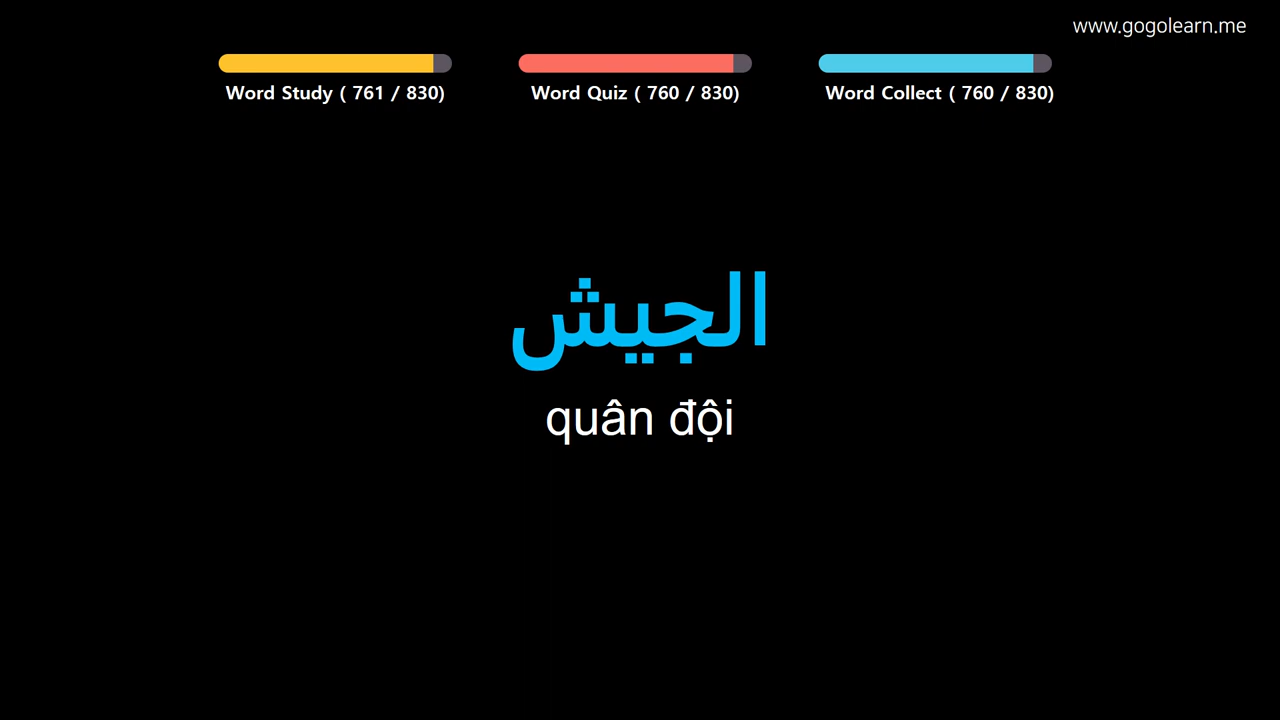 www.gogolearn.me
Word Study ( 761 / 830)
Word Quiz ( 760 / 830)
Word Collect ( 760 / 830)
الجيش
quân đội